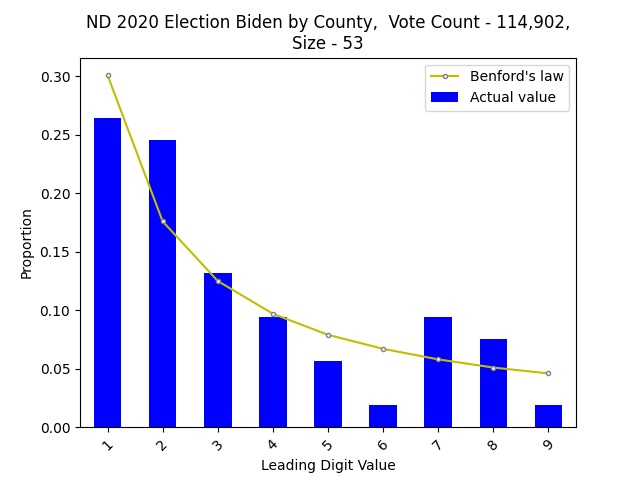 ND 2020 Election Biden by County,  Vote Count - 114,902,
Size - 53
Benford's law
Actual value
Proportion
0.30
0.25
0.20
0.15
0.10
0.05
0.00
1 2 3 4 5 6 7 8 9
Leading Digit Value